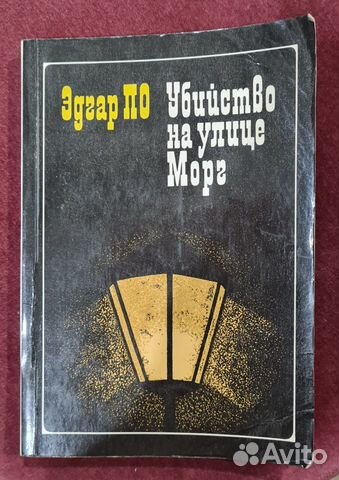 Эдгар ПО
Убийство
на улице
Морг
Avito